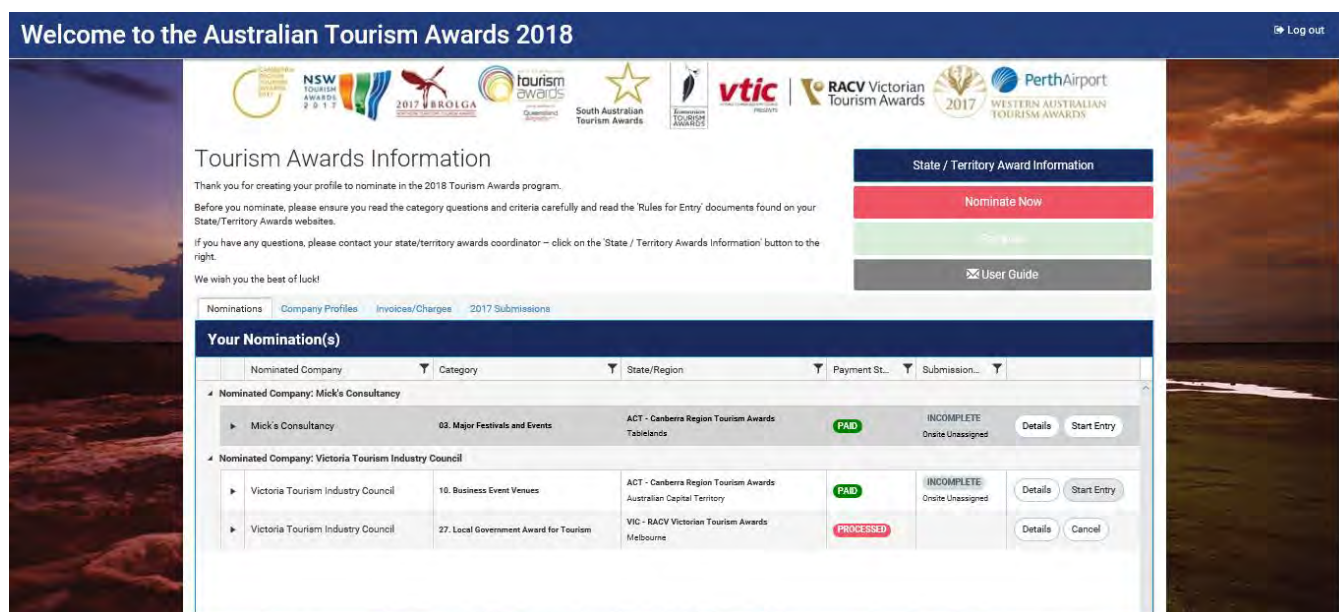 Welcome to the Australian Tourism Awards 2018
Log out
NSW
TOURISM
AWARDS
2017
2017 BROLGA
tourism
awards
Queensland
South Australian
Tourism Awards
TOURISM
AWARDS
vtic
PRESENTS
RACV Victorian
Tourism Awards
2017
PerthAirport
WESTERN AUSTRALIAN
TOURISM AWARDS
Tourism Awards Information
Thank you for creating your profile to nominate in the 2018 Tourism Awards program.
Before you nominate, please ensure you read the category questions and criteria carefully and read the 'Rules for Entry' documents found on your
State/Territory Awards websites.
If you have any questions, please contact your state/territory awards coordinator – click on the 'State / Territory Awards Information' button to the
right.
We wish you the best of luck!
State / Territory Award Information
Nominate Now
User Guide
Nominations Company Profiles Invoices/Charges 2017 Submissions
Your Nomination(s)
Nominated Company Category State/Region Payment St... Submission...
Nominated Company: Mick's Consultancy
Mick's Consultancy 03. Major Festivals and Events ACT - Canberra Region Tourism Awards PAID INCOMPLETE Details Start Entry
Tablelands Onsite Unassigned
Nominated Company: Victoria Tourism Industry Council
Victoria Tourism Industry Council 10. Business Event Venues ACT - Canberra Region Tourism Awards PAID INCOMPLETE Details Start Entry
Australian Capital Territory Onsite Unassigned
Victoria Tourism Industry Council 27. Local Government Award for Tourism VIC - RACV Victorian Tourism Awards PROCESSED Details Cancel
Melbourne